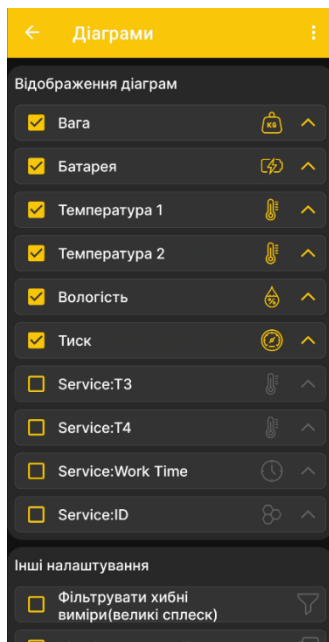 Діаграми
Відображення діаграм
Вага
KG
Батарея
Температура 1
Температура 2
Вологість
%
Тиск
Service:T3
Service:T4
Service:Work Time
Service:ID
Інші налаштування
Фільтрувати хибні
виміри(великі сплеск)